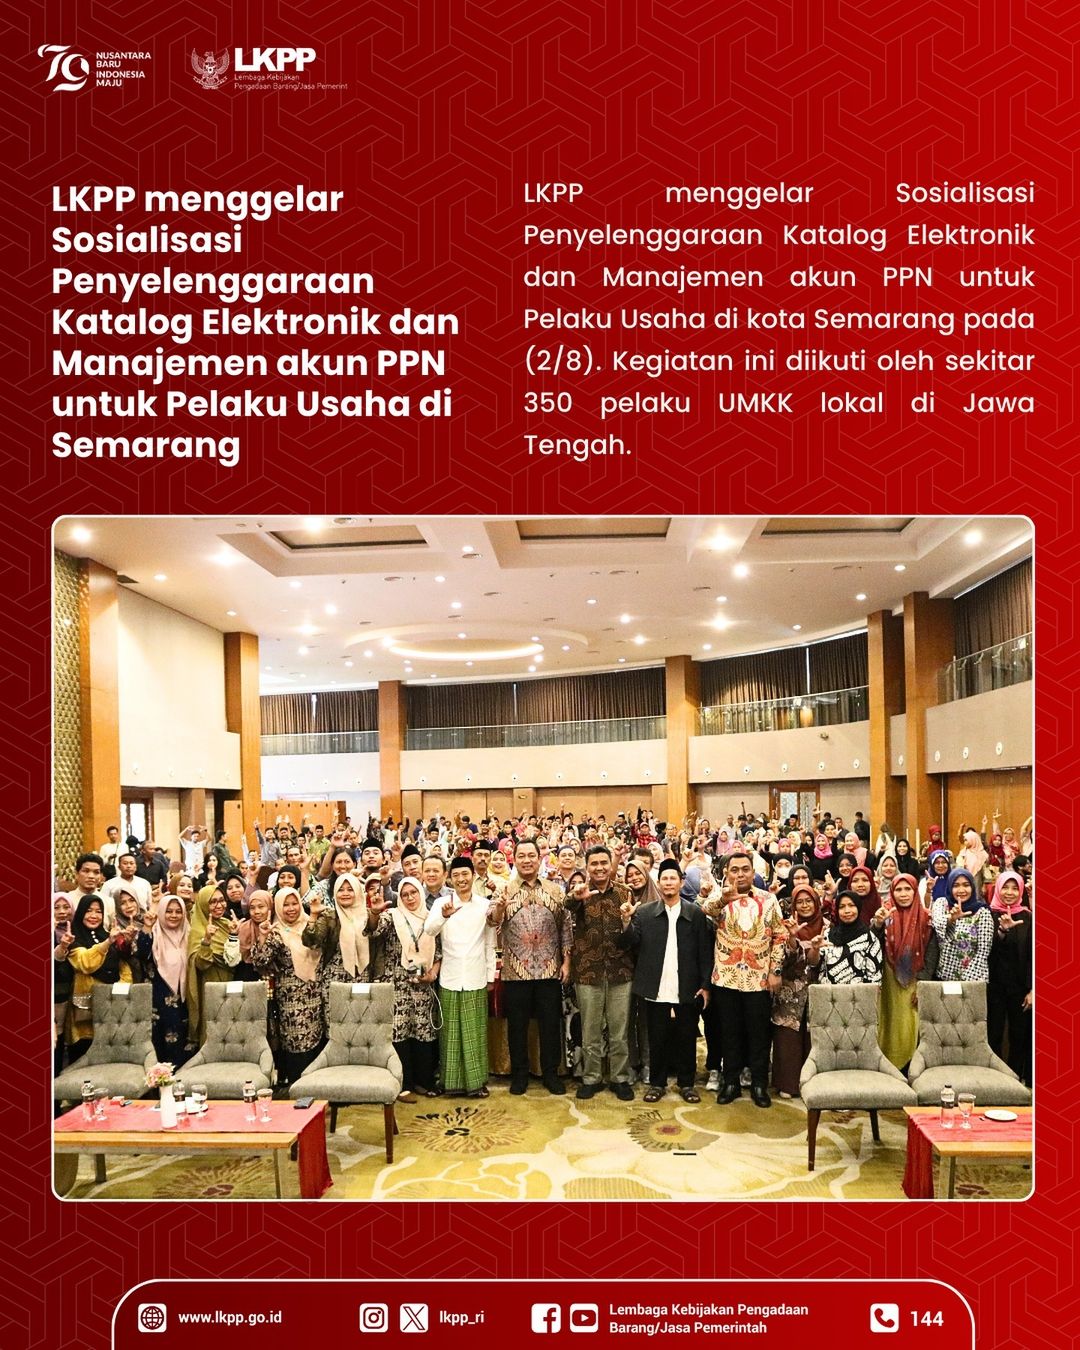 79
NUSANTARA
BARU
INDONESIA
MAJU
LKPP
Lembaga Kebijakan
Pengadaan Barang/Jasa Pemerint
LKPP menggelar
Sosialisasi
Penyelenggaraan
Katalog Elektronik dan
Manajemen akun PPN
untuk Pelaku Usaha di
Semarang
LKPP menggelar Sosialisasi
Penyelenggaraan Katalog Elektronik
dan Manajemen akun PPN untuk
Pelaku Usaha di kota Semarang pada
(2/8). Kegiatan ini diikuti oleh sekitar
350 pelaku UMKK lokal di Jawa
Tengah.
www.lkpp.go.id
lkpp_ri
Lembaga Kebijakan Pengadaan
Barang/Jasa Pemerintah
144